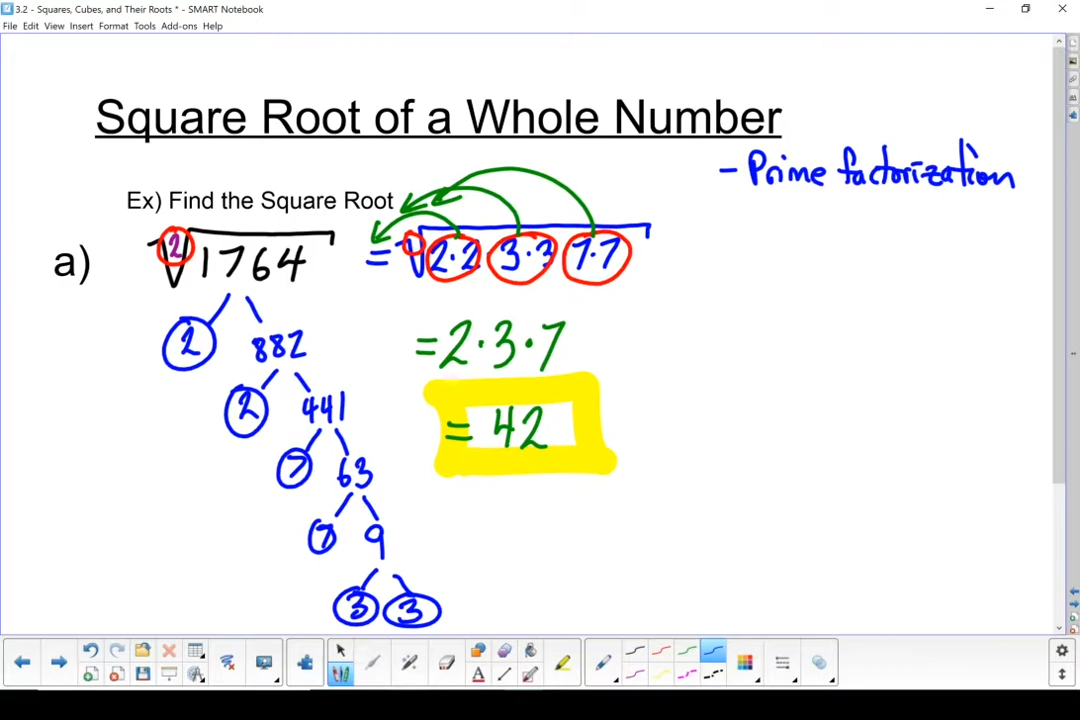 3.2 - Squares, Cubes, and Their Roots * - SMART Notebook
File Edit View Insert Format Tools Add-ons Help
Square Root of a Whole Number
- Prime factorization
Ex) Find the Square Root
a) ²√1764 = √2·2 3·3 7·7
2 882
= 2·3·7
2 441
= 42
7 63
7 9
3 3